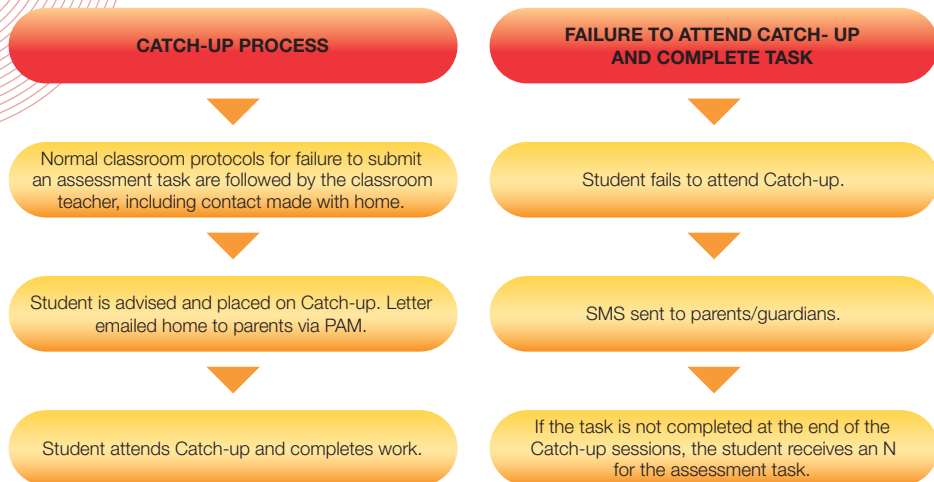 CATCH-UP PROCESS
Normal classroom protocols for failure to submit
an assessment task are followed by the classroom
teacher, including contact made with home.
Student is advised and placed on Catch-up. Letter
emailed home to parents via PAM.
Student attends Catch-up and completes work.
FAILURE TO ATTEND CATCH- UP
AND COMPLETE TASK
Student fails to attend Catch-up.
SMS sent to parents/guardians.
If the task is not completed at the end of the
Catch-up sessions, the student receives an N
for the assessment task.